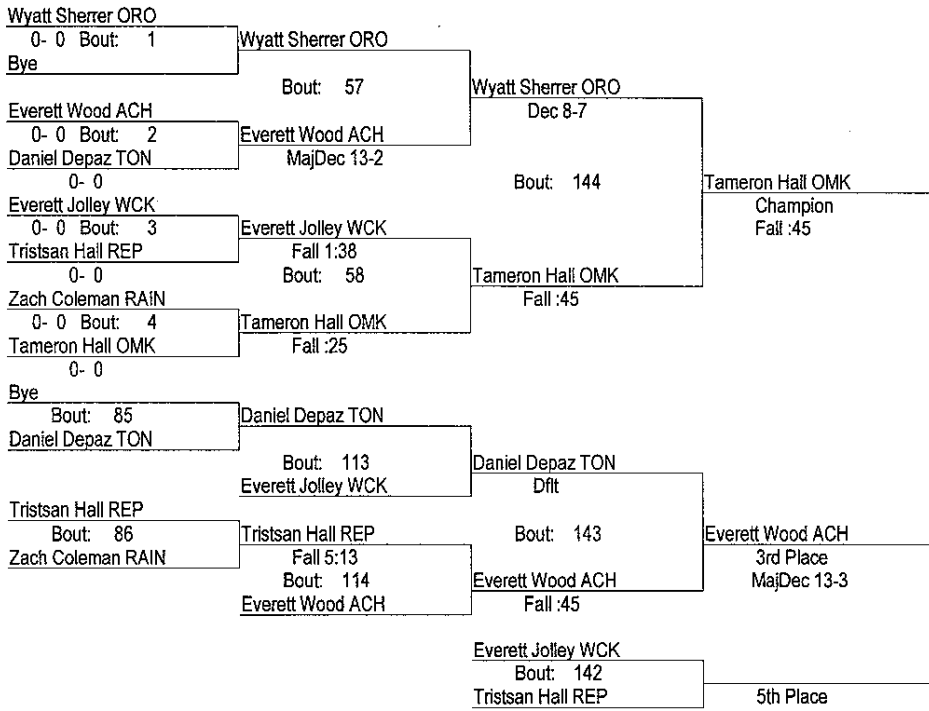 Wyatt Sherrer ORO
0- 0 Bout: 1
Bye
Wyatt Sherrer ORO
Bout: 57
Everett Wood ACH
0- 0 Bout: 2
Daniel Depaz TON
0- 0
Everett Wood ACH
MajDec 13-2
Wyatt Sherrer ORO
Dec 8-7
Bout: 144
Everett Jolley WCK
0- 0 Bout: 3
Tristsan Hall REP
0- 0
Everett Jolley WCK
Fall 1:38
Bout: 58
Zach Coleman RAIN
0- 0 Bout: 4
Tameron Hall OMK
0- 0
Tameron Hall OMK
Fall :25
Tameron Hall OMK
Fall :45
Tameron Hall OMK
Champion
Fall :45
Bye
Bout: 85
Daniel Depaz TON
Daniel Depaz TON
Bout: 113
Everett Jolley WCK
Daniel Depaz TON
Dflt
Bout: 143
Tristsan Hall REP
Bout: 86
Zach Coleman RAIN
Tristsan Hall REP
Fall 5:13
Bout: 114
Everett Wood ACH
Everett Wood ACH
Fall :45
Everett Wood ACH
3rd Place
MajDec 13-3
Everett Jolley WCK
Bout: 142
Tristsan Hall REP
5th Place